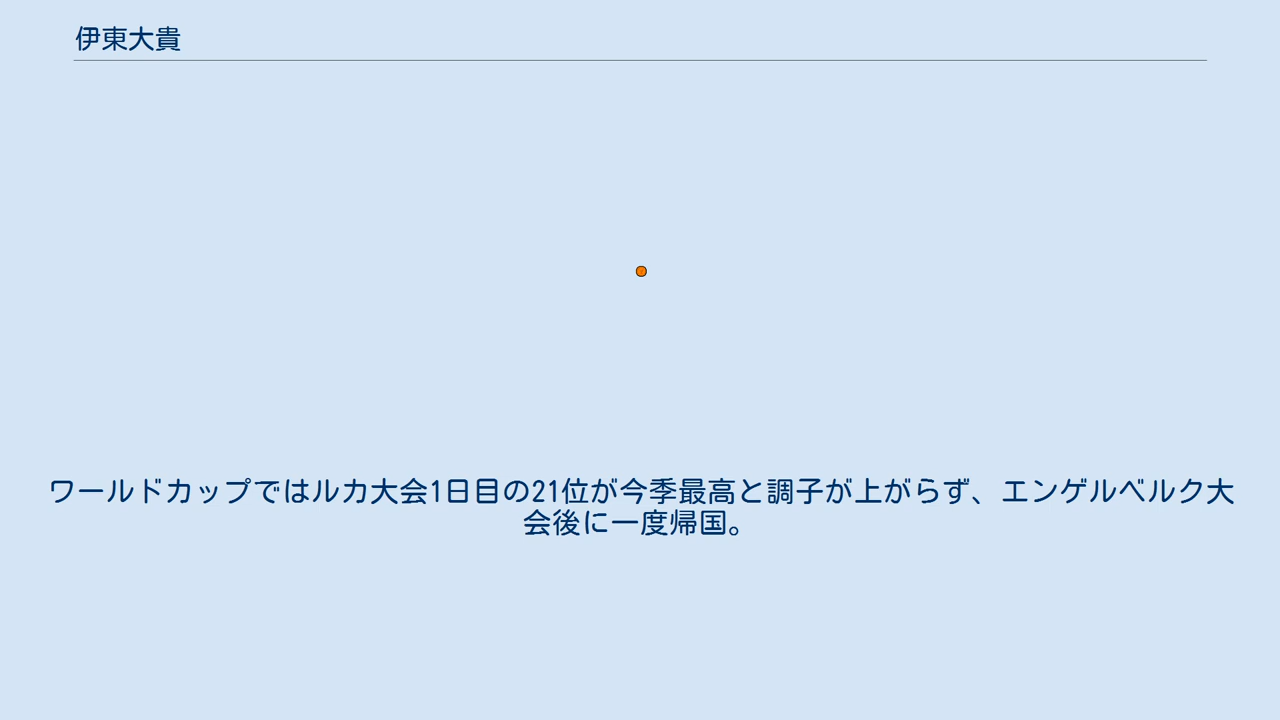 伊東大貴
ワールドカップではルカ大会1日目の21位が今季最高と調子が上がらず、エンゲルベルク大
会後に一度帰国。